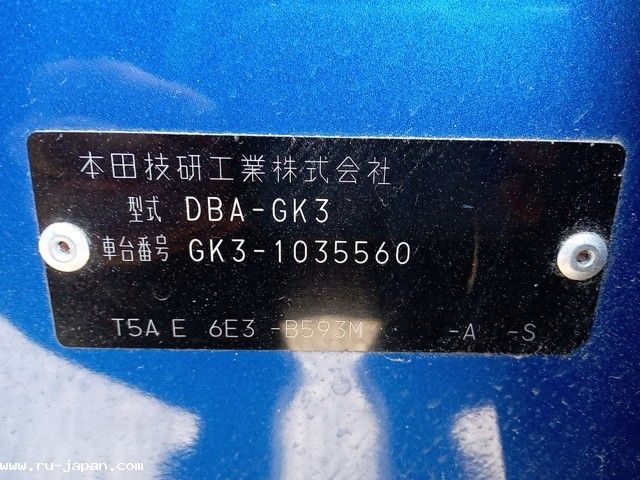 本田技研工業株式会社
型式 DBA-GK3
車台番号 GK3-1035560
T5A E 6E3 -B593M -A -S
www.ru-japan.com